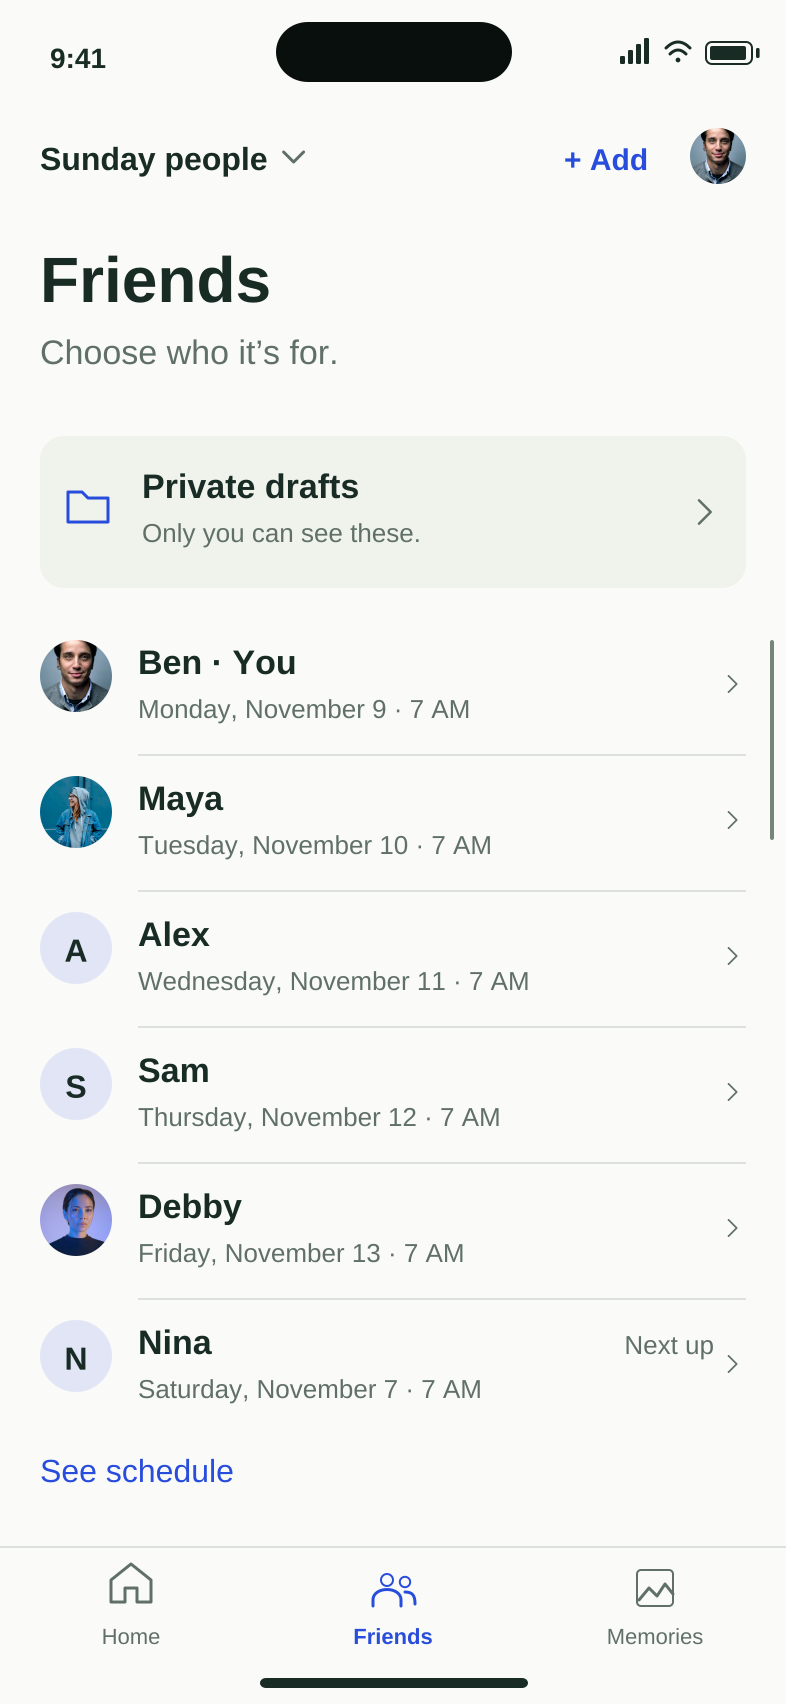 9:41
Sunday people
+ Add
Friends
Choose who it’s for.
Private drafts
Only you can see these.
Ben · You
Monday, November 9 · 7 AM
Maya
Tuesday, November 10 · 7 AM
A
Alex
Wednesday, November 11 · 7 AM
S
Sam
Thursday, November 12 · 7 AM
Debby
Friday, November 13 · 7 AM
N
Nina
Next up
Saturday, November 7 · 7 AM
See schedule
Home
Friends
Memories